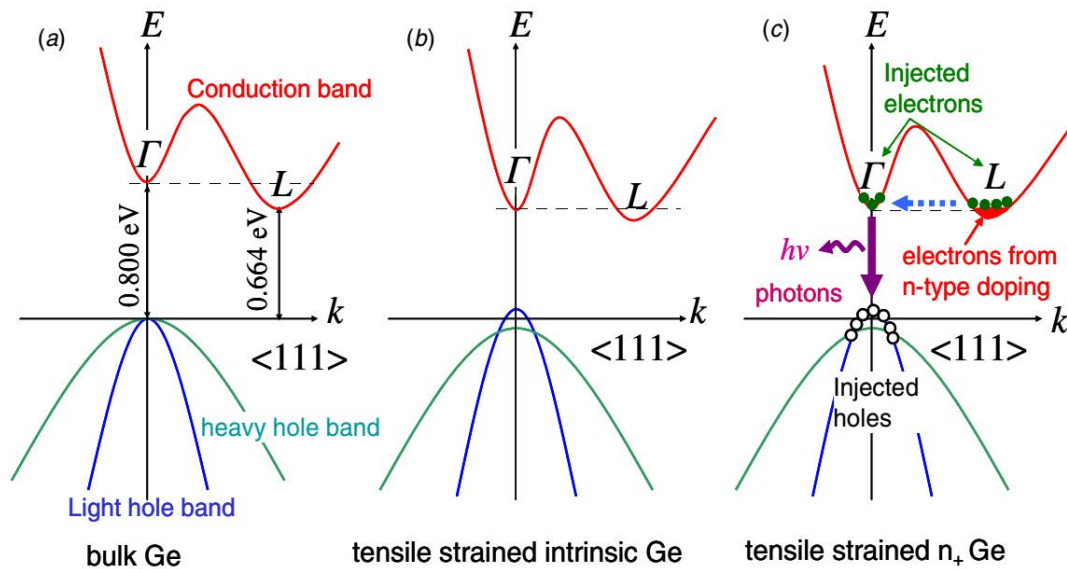 (a)
E
Conduction band
Γ
L
0.800 eV
0.664 eV
k
<111>
heavy hole band
Light hole band
bulk Ge
(b)
E
Γ
L
k
<111>
tensile strained intrinsic Ge
(c)
E
Injected
electrons
Γ
L
hν
photons
electrons from
n-type doping
k
<111>
Injected
holes
tensile strained n+ Ge